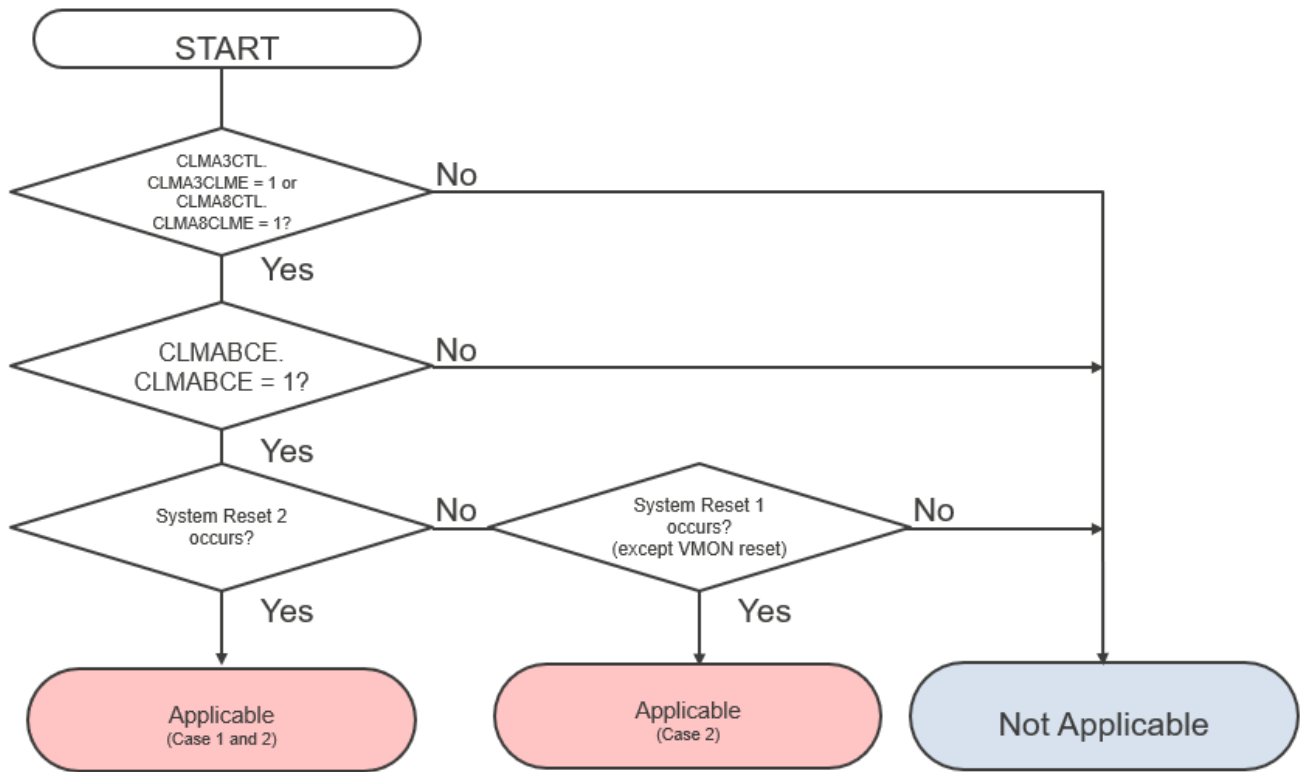 START
CLMA3CTL.
CLMA3CLME = 1 or
CLMA8CTL.
CLMA8CLME = 1?
No
Yes
CLMABCE.
CLMABCE = 1?
No
Yes
System Reset 2
occurs?
No
System Reset 1
occurs?
(except VMON reset)
No
Yes
Yes
Applicable
(Case 1 and 2)
Applicable
(Case 2)
Not Applicable